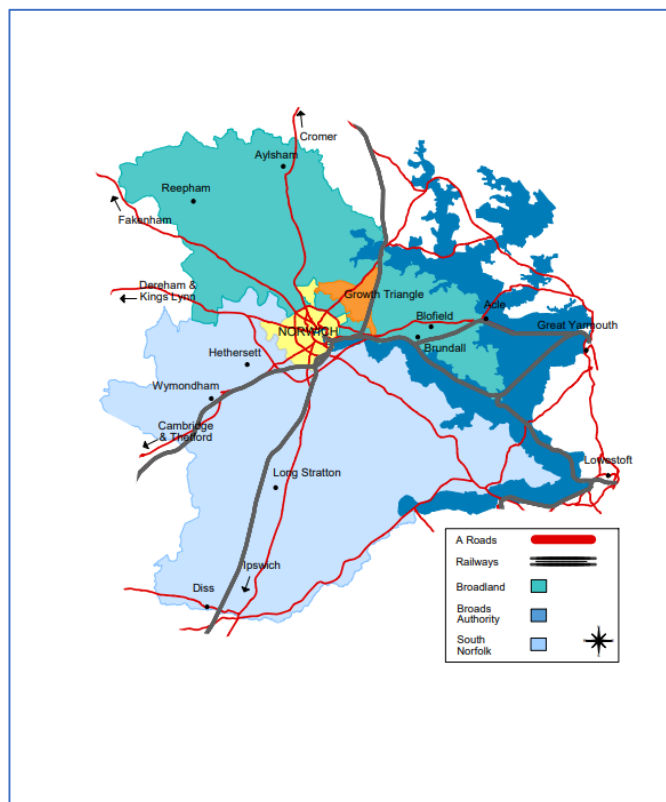 Cromer
Aylsham
Reepham
Fakenham
Dereham &
Kings Lynn
Growth Triangle
Acle
Blofield
NORWICH
Great Yarmouth
Brundall
Hethersett
Wymondham
Cambridge
& Thetford
Lowestoft
Long Stratton
Ipswich
Diss
A Roads
Railways
Broadland
Broads
Authority
South
Norfolk